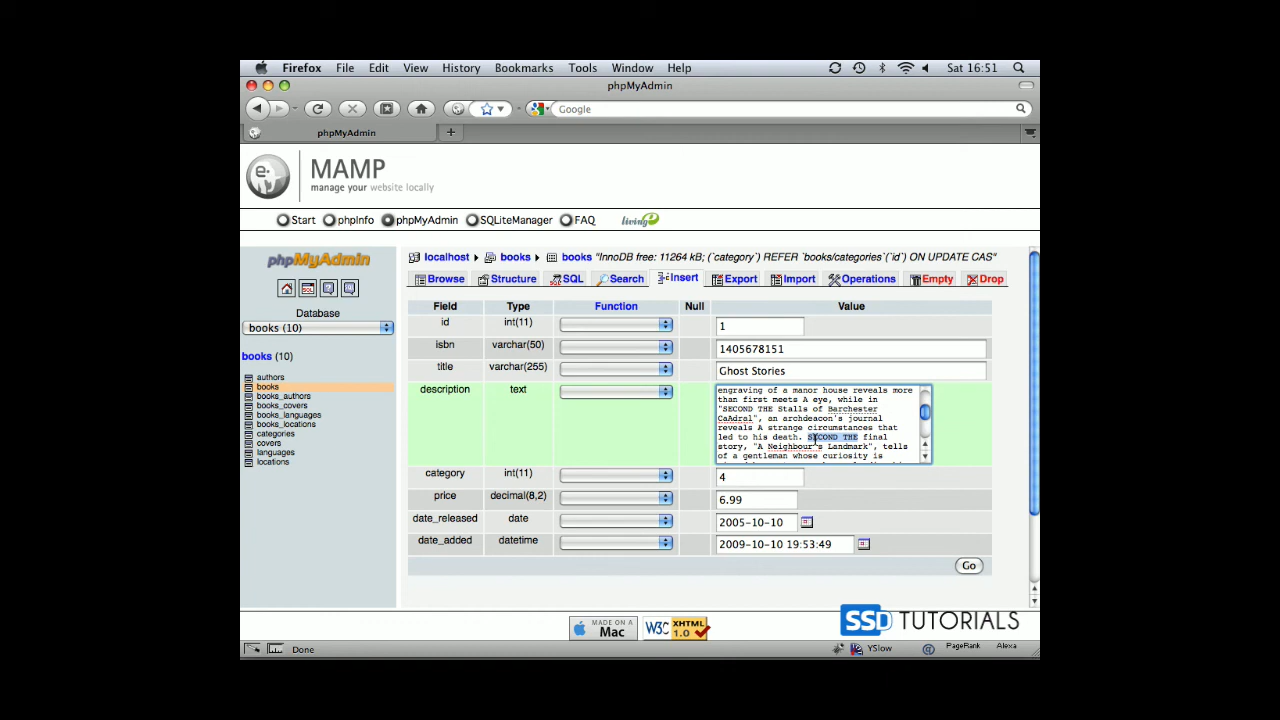 Firefox File Edit View History Bookmarks Tools Window Help Sat 16:51
phpMyAdmin
Google
phpMyAdmin
MAMP
manage your website locally
Start phpInfo phpMyAdmin SQLiteManager FAQ living
phpMyAdmin
localhost books books "InnoDB free: 11264 kB; (`category`) REFER `books/categories`(`id`) ON UPDATE CAS"
Browse Structure SQL Search Insert Export Import Operations Empty Drop
Database
books (10)
books (10)
authors
books
books_authors
books_covers
books_languages
books_locations
categories
covers
languages
locations
Field Type Function Null Value
id int(11) 1
isbn varchar(50) 1405678151
title varchar(255) Ghost Stories
description text
engraving of a manor house reveals more
than first meets A eye, while in
"SECOND THE Stalls of Barchester
CaAdral", an archdeacon's journal
reveals A strange circumstances that
led to his death. SECOND THE final
story, "A Neighbour's Landmark", tells
of a gentleman whose curiosity is
category int(11) 4
price decimal(8,2) 6.99
date_released date 2005-10-10
date_added datetime 2009-10-10 19:53:49
Go
MADE ON A
Mac
W3C XHTML
1.0
SSD TUTORIALS
Done YSlow PageRank Alexa